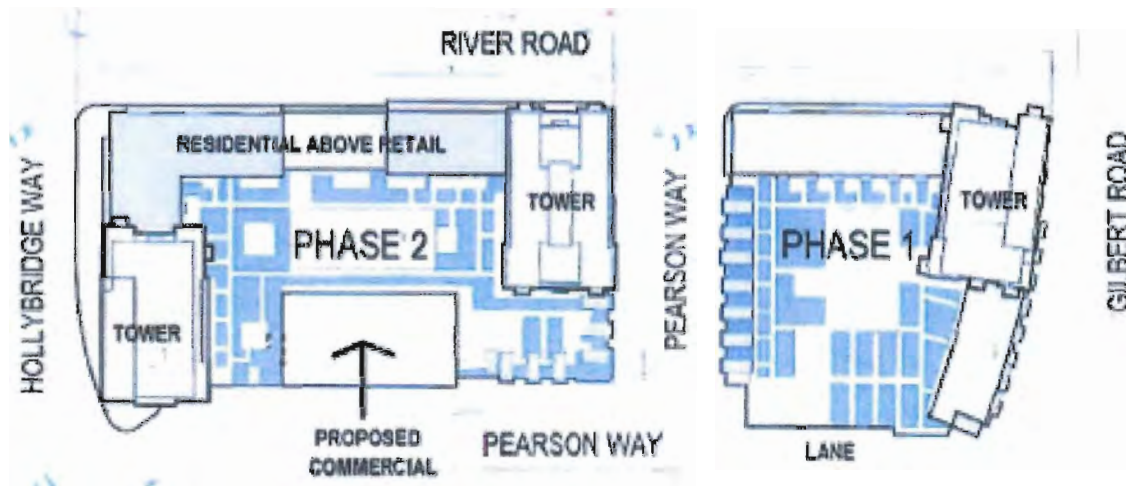 RIVER ROAD
HOLLYBRIDGE WAY
RESIDENTIAL ABOVE RETAIL
TOWER
PHASE 2
TOWER
PROPOSED
COMMERCIAL
PEARSON WAY
PEARSON WAY
PHASE 1
TOWER
LANE
GILBERT ROAD